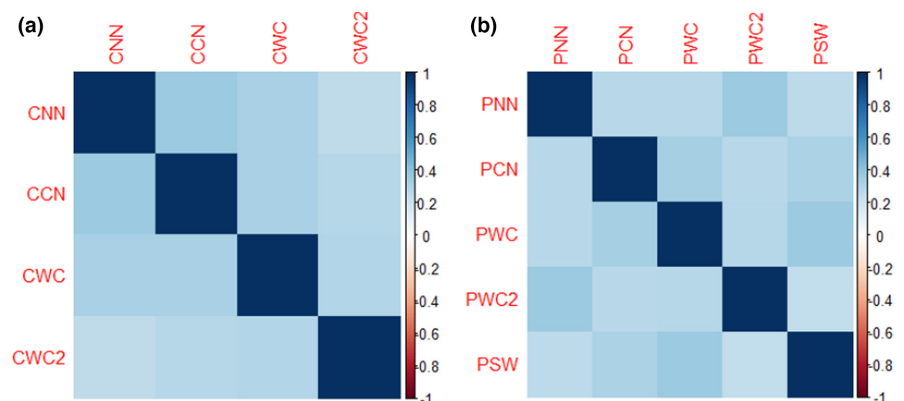 (a)
CNN CCN CWC CWC2
CNN
CCN
CWC
CWC2
1
0.8
0.6
0.4
0.2
0
-0.2
-0.4
-0.6
-0.8
-1
(b)
PNN PCN PWC PWC2 PSW
PNN
PCN
PWC
PWC2
PSW
1
0.8
0.6
0.4
0.2
0
-0.2
-0.4
-0.6
-0.8
-1